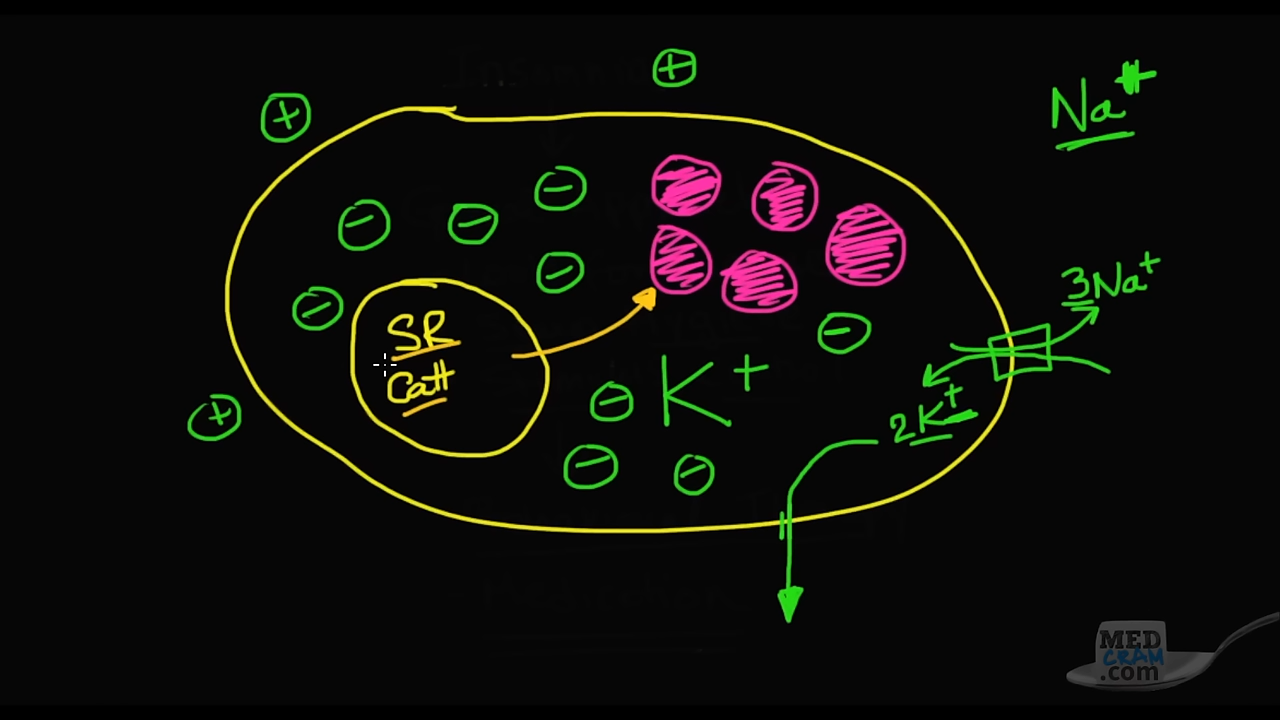 +
+
Na+
-
-
-
-
-
-
SR
Ca++
3Na+
-
K+
-
2K+
+
-
-
MED
CRAM
.com